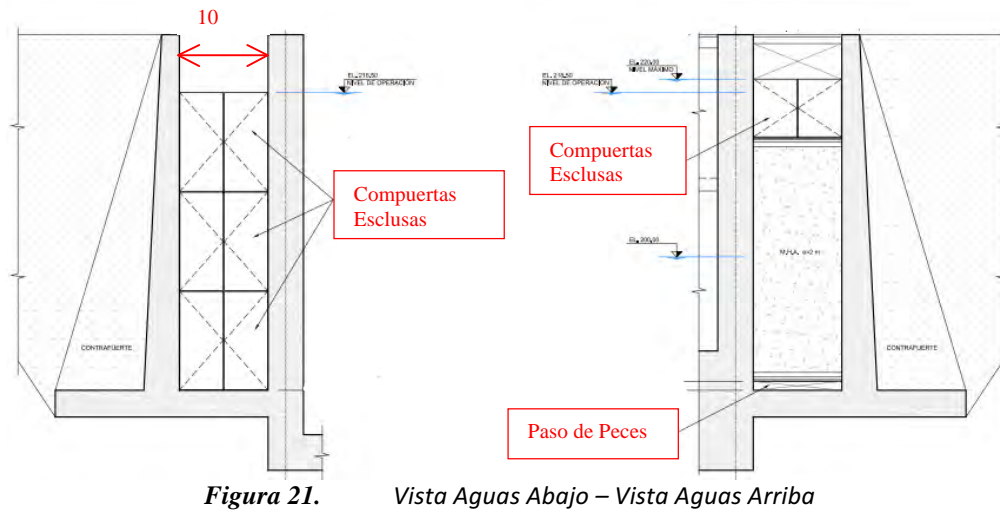 10
EL. 218,50
NIVEL DE OPERACIÓN
Compuertas
Esclusas
CONTRAFUERTE
EL. 220,00
NIVEL MÁXIMO
EL. 218,50
NIVEL DE OPERACIÓN
Compuertas
Esclusas
EL. 200,00
CONTRAFUERTE
Paso de Peces
Figura 21. Vista Aguas Abajo – Vista Aguas Arriba